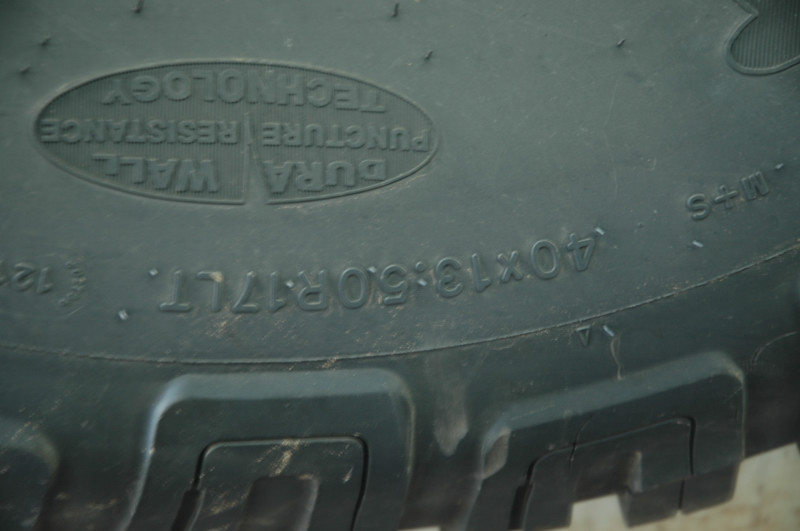 DURA WALL
PUNCTURE RESISTANCE
TECHNOLOGY
M+S
40x13.50R17LT